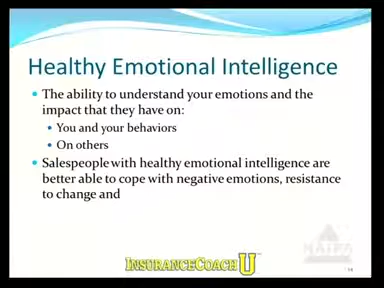 Healthy Emotional Intelligence
The ability to understand your emotions and the
impact that they have on:
You and your behaviors
On others
Salespeople with healthy emotional intelligence are
better able to cope with negative emotions, resistance
to change and
INSURANCECOACH U
14